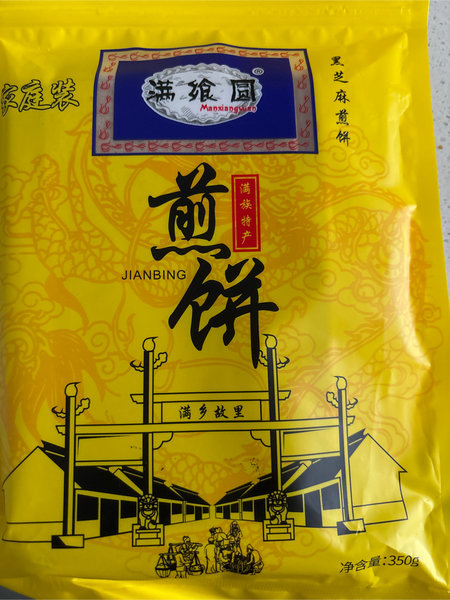 家庭装
满飨圆®
Manxiangyuan
黑芝麻煎饼
煎饼
JIANBING
满族特产
满乡故里
净含量:350g